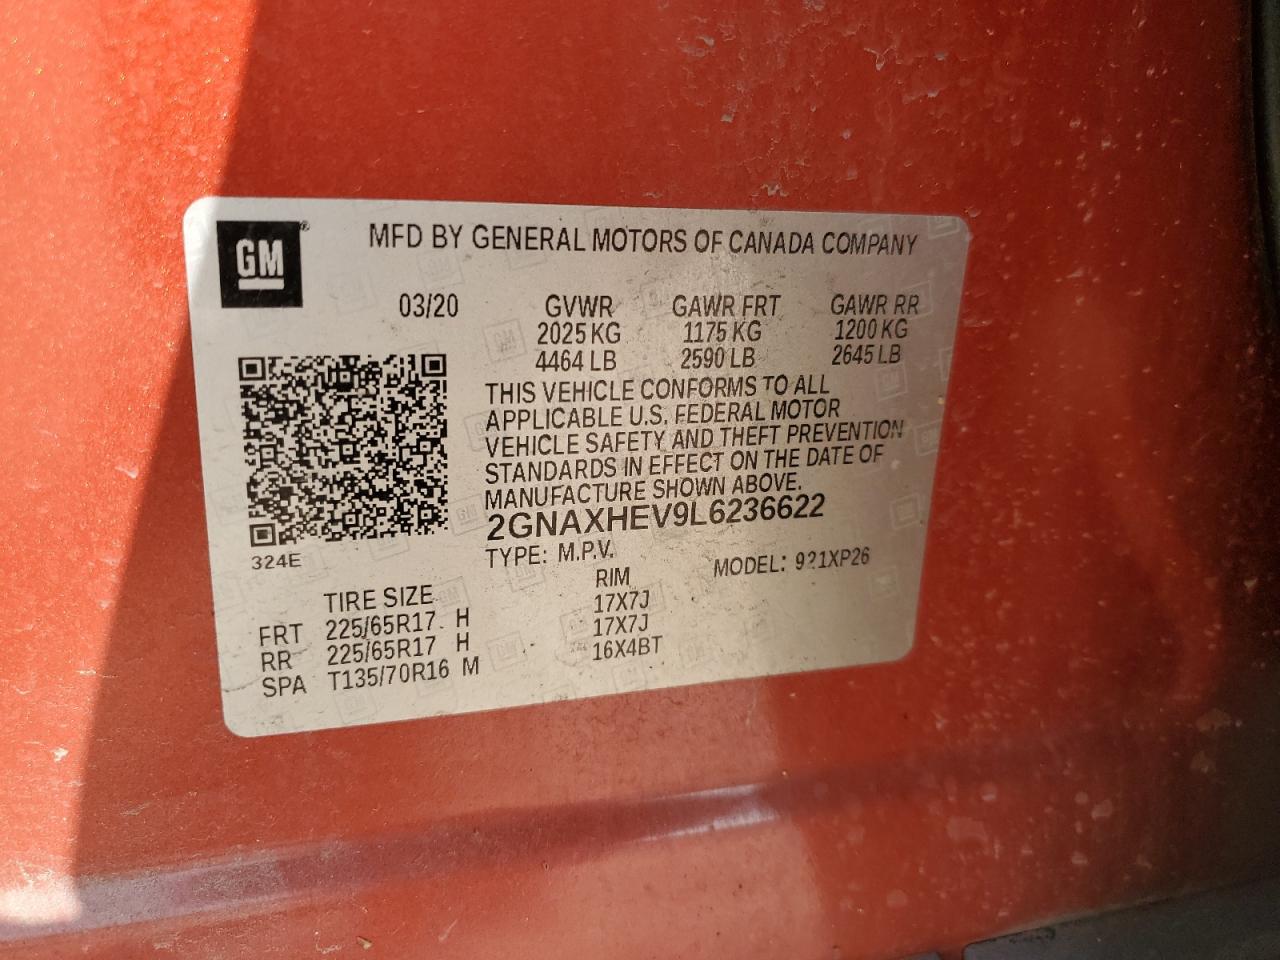 GM
MFD BY GENERAL MOTORS OF CANADA COMPANY
03/20 GVWR GAWR FRT GAWR RR
2025 KG 1175 KG 1200 KG
4464 LB 2590 LB 2645 LB
THIS VEHICLE CONFORMS TO ALL
APPLICABLE U.S. FEDERAL MOTOR
VEHICLE SAFETY AND THEFT PREVENTION
STANDARDS IN EFFECT ON THE DATE OF
MANUFACTURE SHOWN ABOVE.
2GNAXHEV9L6236622
324E
TYPE: M.P.V. MODEL:
TIRE SIZE RIM
FRT 225/65R17 H 17X7J
RR 225/65R17 H 17X7J
SPA T135/70R16 M 16X4BT